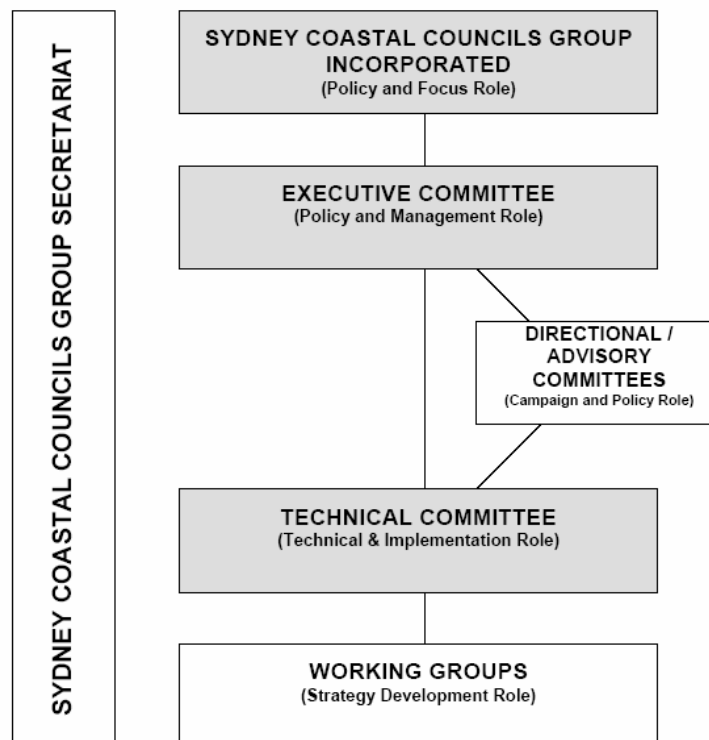 SYDNEY COASTAL COUNCILS GROUP SECRETARIAT
SYDNEY COASTAL COUNCILS GROUP
INCORPORATED
(Policy and Focus Role)
EXECUTIVE COMMITTEE
(Policy and Management Role)
DIRECTIONAL /
ADVISORY
COMMITTEES
(Campaign and Policy Role)
TECHNICAL COMMITTEE
(Technical & Implementation Role)
WORKING GROUPS
(Strategy Development Role)